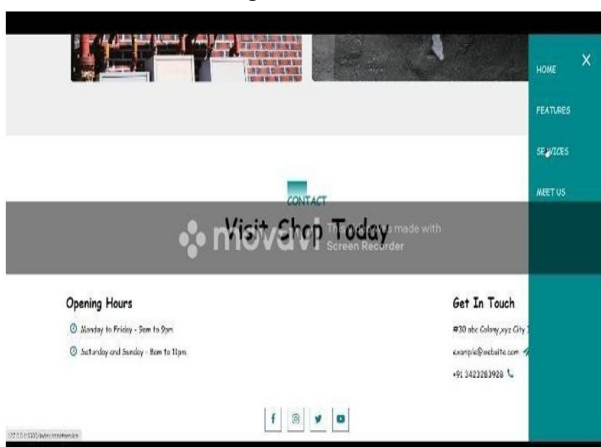 X
HOME
FEATURES
SERVICES
MEET US
CONTACT
Visit Shop Today
movavi
made with
Screen Recorder
Opening Hours
Monday to Friday - 9am to 9pm
Saturday and Sunday - 8am to 11pm
Get In Touch
#30 abc Colony,xyz City
example@website.com
+91 3423283928